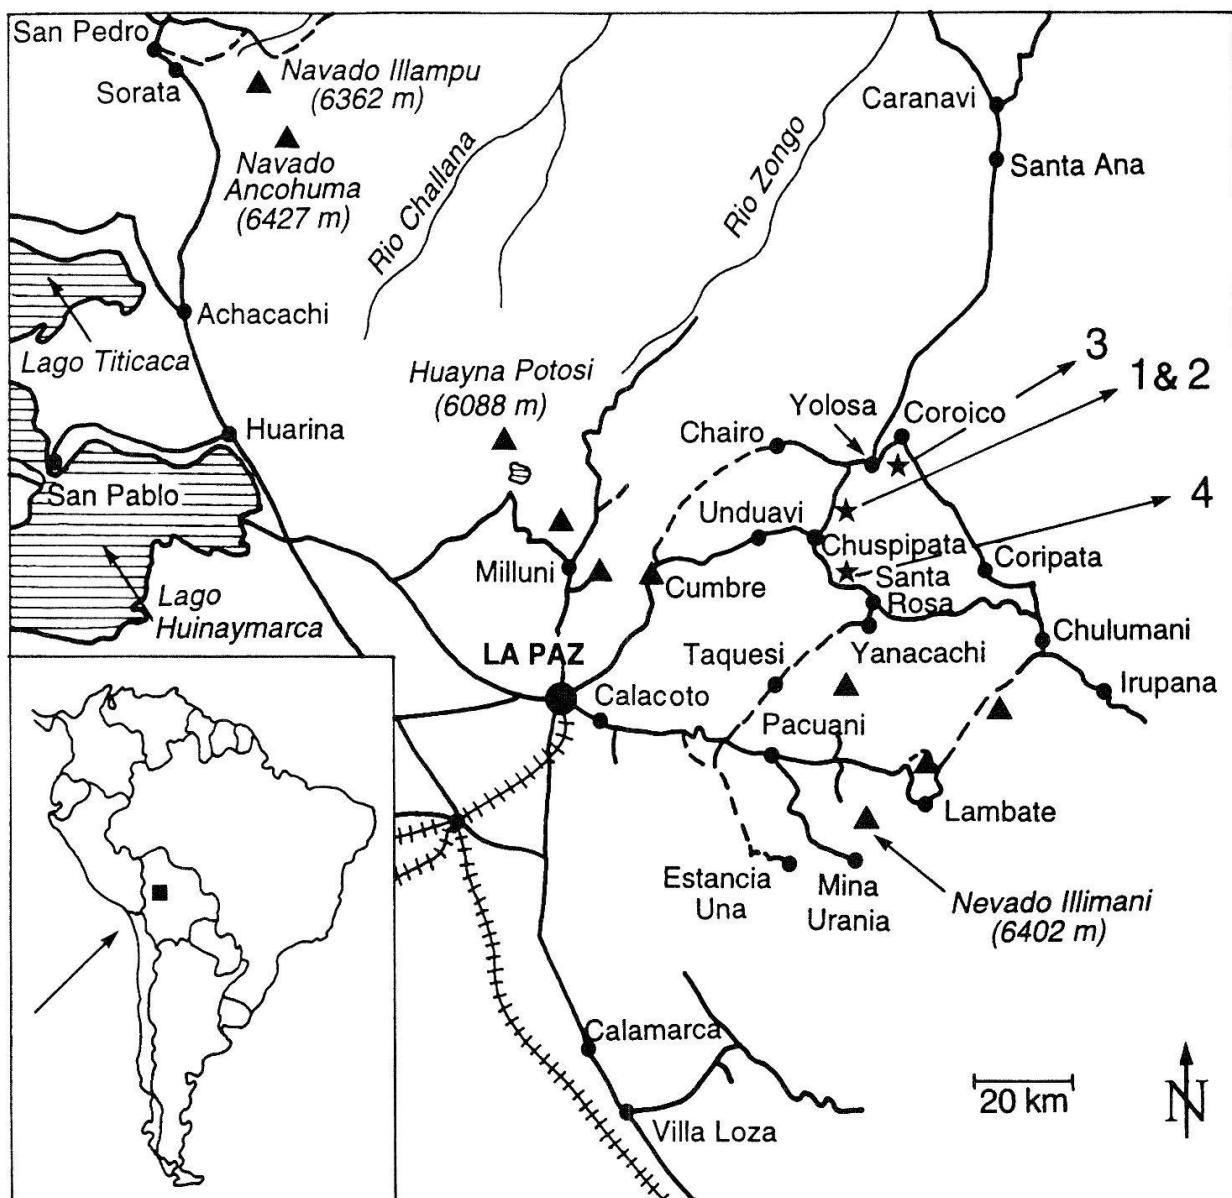 San Pedro
Sorata
Navado Illampu
(6362 m)
Navado
Ancohuma
(6427 m)
Rio Challana
Rio Zongo
Caranavi
Santa Ana
Achacachi
Lago Titicaca
Huayna Potosi
(6088 m)
3
1 & 2
Yolosa
Coroico
Chairo
Huarina
San Pablo
4
Unduavi
Chuspipata
Coripata
Milluni
Cumbre
Santa
Rosa
Lago
Huinaymarca
Chulumani
LA PAZ
Taquesi
Yanacachi
Irupana
Calacoto
Pacuani
Lambate
Estancia
Una
Mina
Urania
Nevado Illimani
(6402 m)
Calamarca
20 km
N
Villa Loza